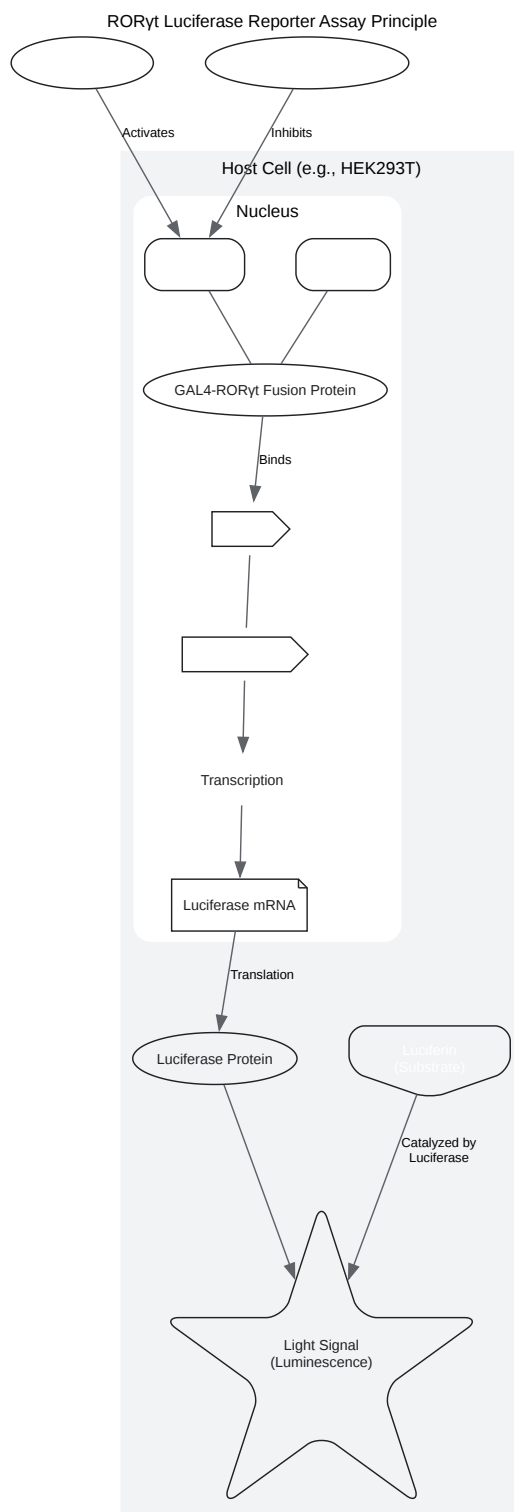 RORγt Luciferase Reporter Assay Principle
Activates
Inhibits
Host Cell (e.g., HEK293T)
Nucleus
GAL4-RORγt Fusion Protein
Binds
Transcription
Luciferase mRNA
Translation
Luciferase Protein
Luciferin
(Substrate)
Catalyzed by
Luciferase
Light Signal
(Luminescence)